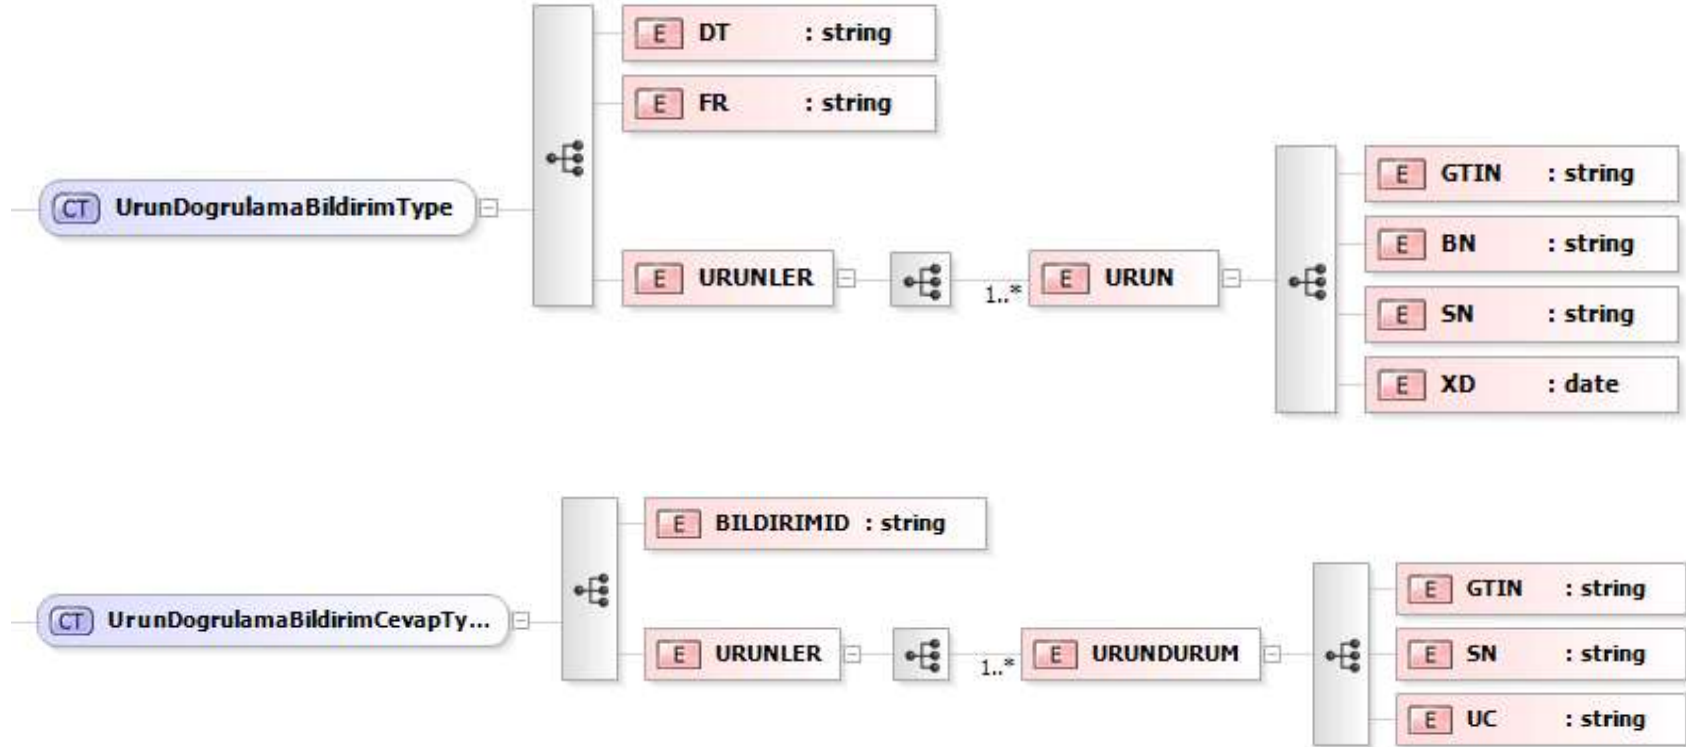 E DT : string
E FR : string
CT UrunDogrulamaBildirimType
E URUNLER
1..*
E URUN
E GTIN : string
E BN : string
E SN : string
E XD : date
CT UrunDogrulamaBildirimCevapTy...
E BILDIRIMID : string
E URUNLER
1..*
E URUNDURUM
E GTIN : string
E SN : string
E UC : string